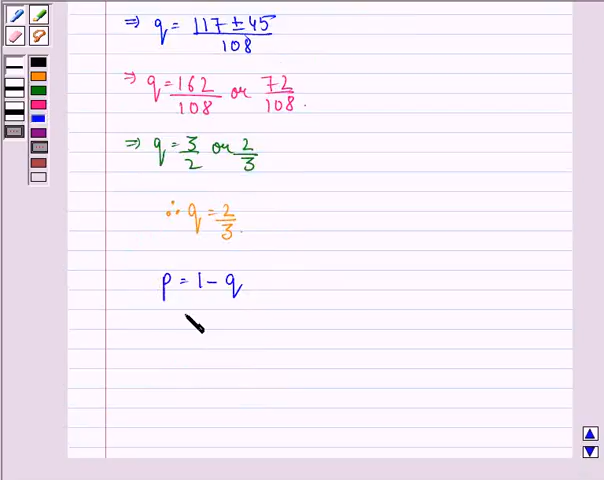 ⇒ q = 117 ± 45 / 108
⇒ q = 162 / 108 or 72 / 108.
⇒ q = 3 / 2 or 2 / 3
∴ q = 2 / 3.
p = 1 - q